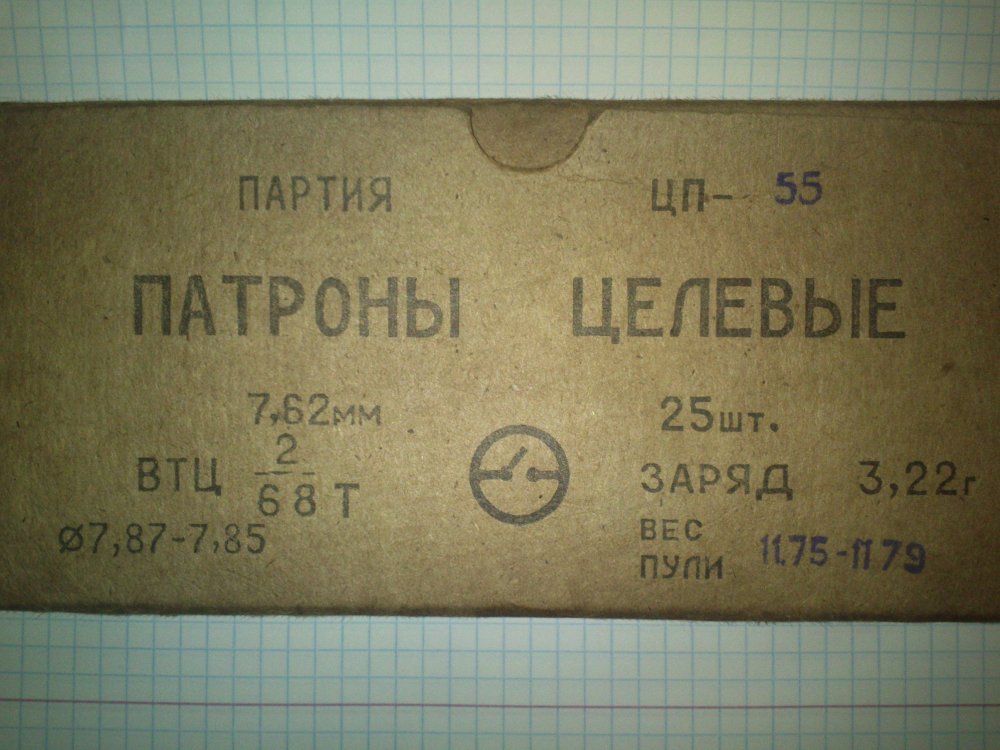 ПАРТИЯ ЦП- 55
ПАТРОНЫ ЦЕЛЕВЫЕ
7,62мм 25шт.
ВТЦ 2/68 Т ЗАРЯД 3,22г
⌀7,87-7,85 ВЕС ПУЛИ 11.75-11 79